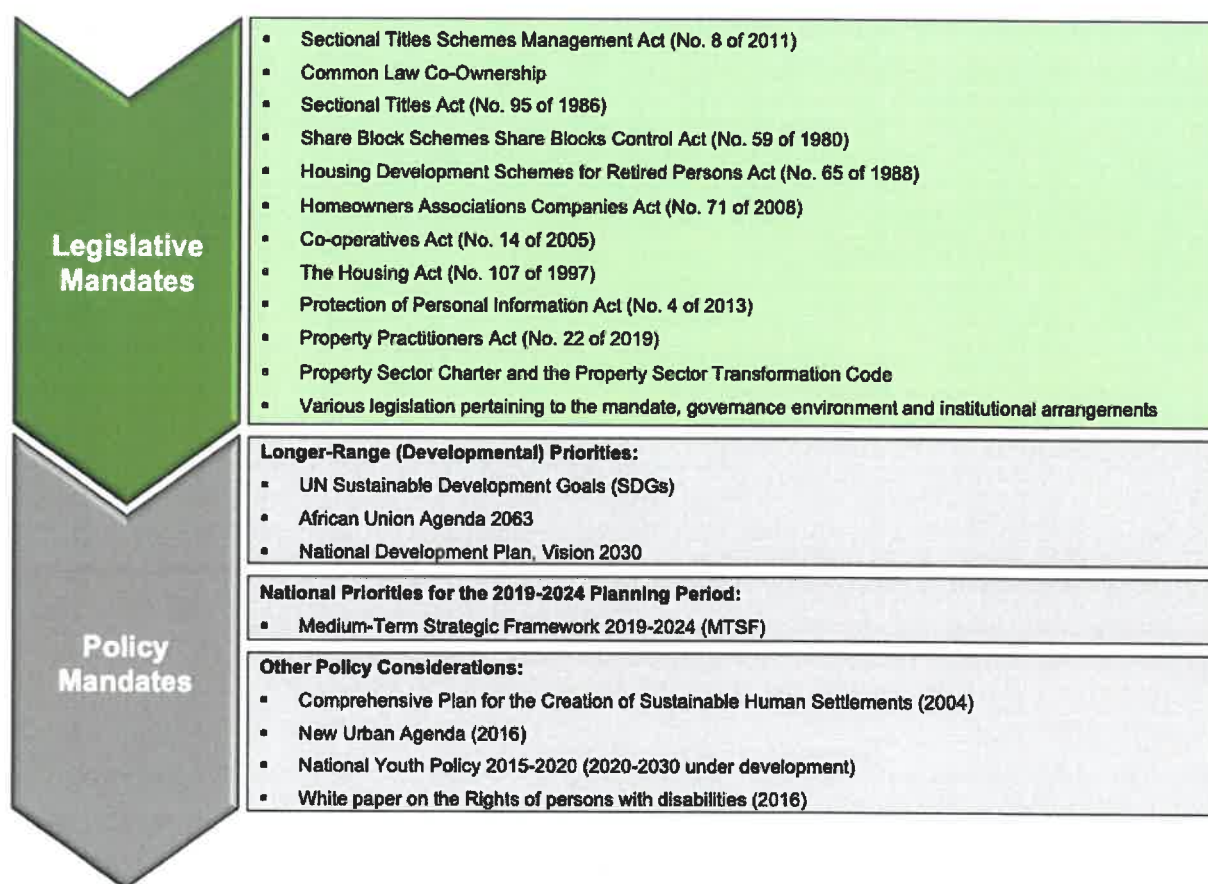 Legislative
Mandates
▪ Sectional Titles Schemes Management Act (No. 8 of 2011)
▪ Common Law Co-Ownership
▪ Sectional Titles Act (No. 95 of 1986)
▪ Share Block Schemes Share Blocks Control Act (No. 59 of 1980)
▪ Housing Development Schemes for Retired Persons Act (No. 65 of 1988)
▪ Homeowners Associations Companies Act (No. 71 of 2008)
▪ Co-operatives Act (No. 14 of 2005)
▪ The Housing Act (No. 107 of 1997)
▪ Protection of Personal Information Act (No. 4 of 2013)
▪ Property Practitioners Act (No. 22 of 2019)
▪ Property Sector Charter and the Property Sector Transformation Code
▪ Various legislation pertaining to the mandate, governance environment and institutional arrangements
Policy
Mandates
Longer-Range (Developmental) Priorities:
▪ UN Sustainable Development Goals (SDGs)
▪ African Union Agenda 2063
▪ National Development Plan, Vision 2030
National Priorities for the 2019-2024 Planning Period:
▪ Medium-Term Strategic Framework 2019-2024 (MTSF)
Other Policy Considerations:
▪ Comprehensive Plan for the Creation of Sustainable Human Settlements (2004)
▪ New Urban Agenda (2016)
▪ National Youth Policy 2015-2020 (2020-2030 under development)
▪ White paper on the Rights of persons with disabilities (2016)